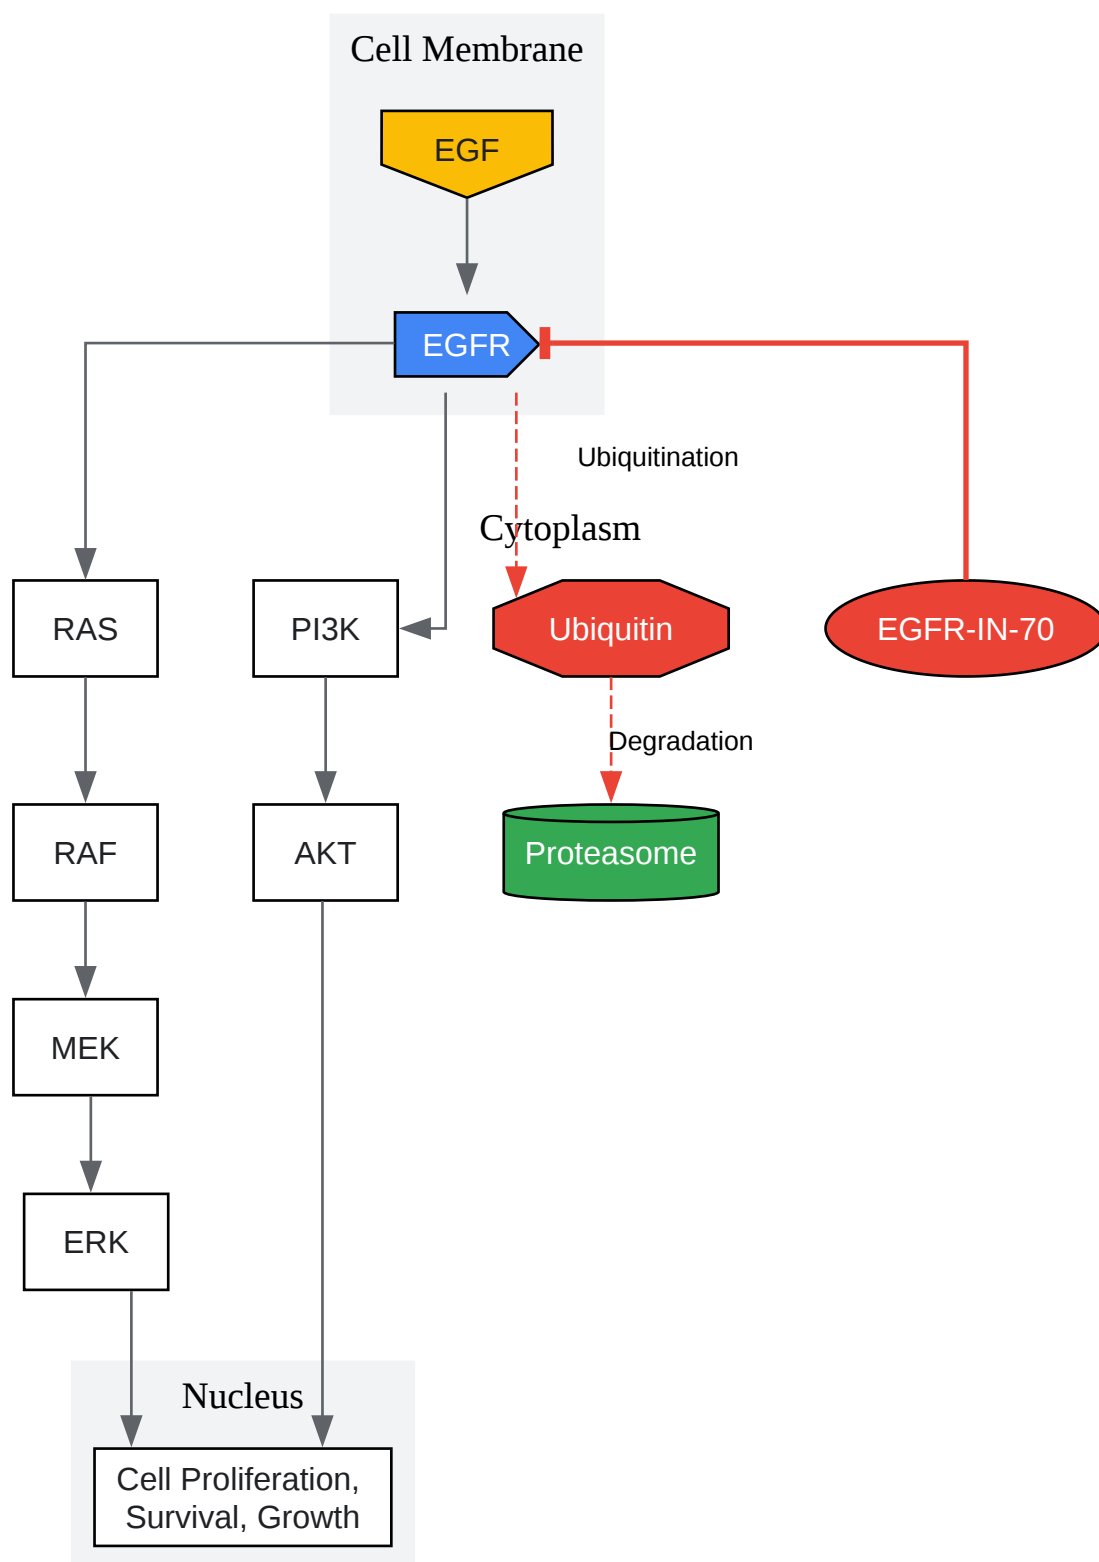 Cell Membrane
EGF
EGFR
Ubiquitination
Cytoplasm
RAS
PI3K
Ubiquitin
EGFR-IN-70
Degradation
RAF
AKT
Proteasome
MEK
ERK
Nucleus
Cell Proliferation,
Survival, Growth